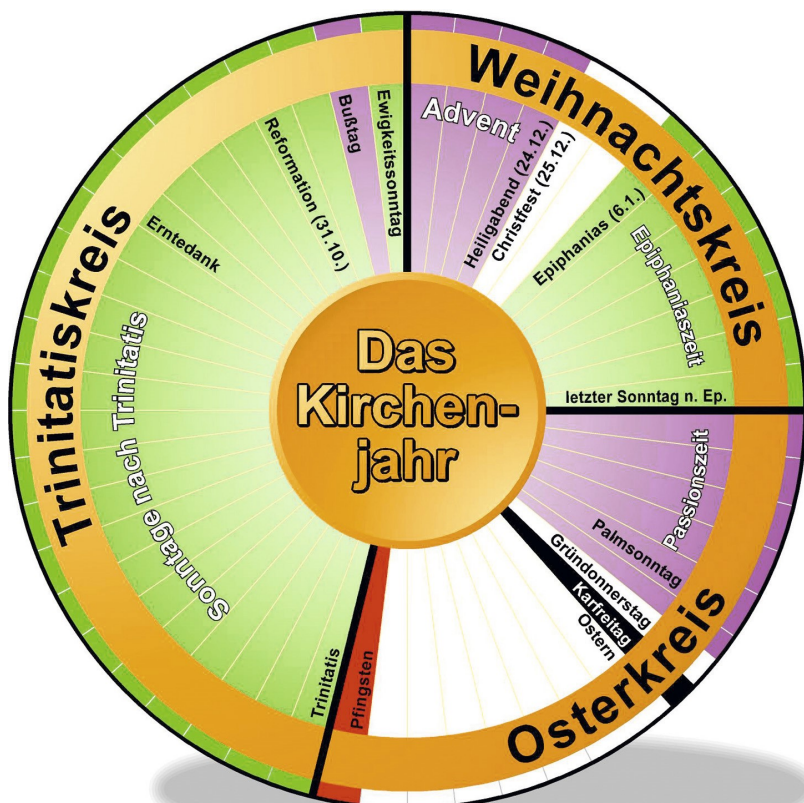 Das
Kirchen-
jahr
Weihnachtskreis
Advent
Heiligabend (24.12.)
Christfest (25.12.)
Epiphanias (6.1.)
Epiphaniaszeit
letzter Sonntag n. Ep.
Osterkreis
Passionszeit
Palmsonntag
Gründonnerstag
Karfreitag
Ostern
Pfingsten
Trinitatiskreis
Trinitatis
Sonntage nach Trinitatis
Erntedank
Reformation (31.10.)
Bußtag
Ewigkeitssonntag